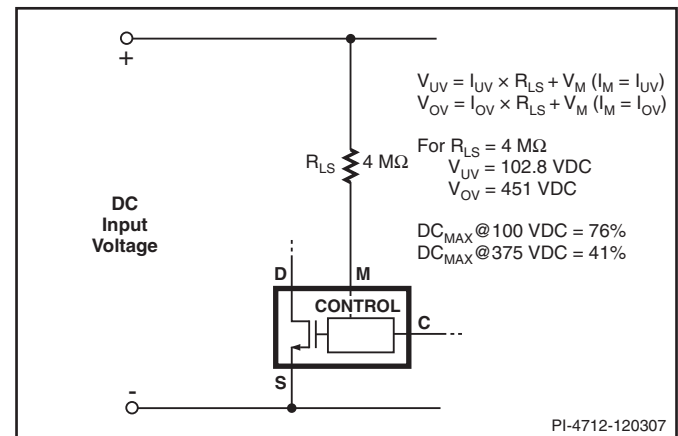 +
V_UV = I_UV × R_LS + V_M (I_M = I_UV)
V_OV = I_OV × R_LS + V_M (I_M = I_OV)
For R_LS = 4 MΩ
V_UV = 102.8 VDC
V_OV = 451 VDC
DC_MAX@100 VDC = 76%
DC_MAX@375 VDC = 41%
R_LS 4 MΩ
DC
Input
Voltage
D M
CONTROL
C
S
-
PI-4712-120307